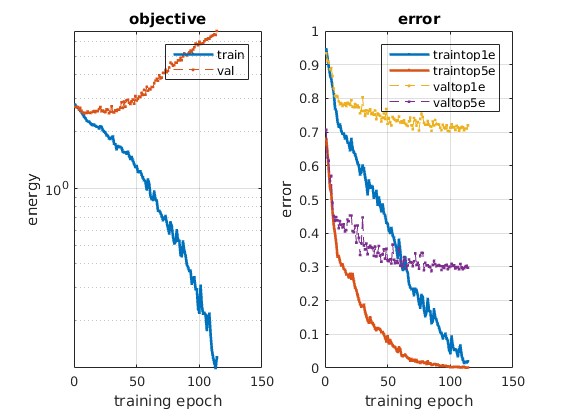 objective
train
val
energy
10^0
0
50
100
150
training epoch
error
traintop1e
traintop5e
valtop1e
valtop5e
error
1
0.9
0.8
0.7
0.6
0.5
0.4
0.3
0.2
0.1
0
0
50
100
150
training epoch